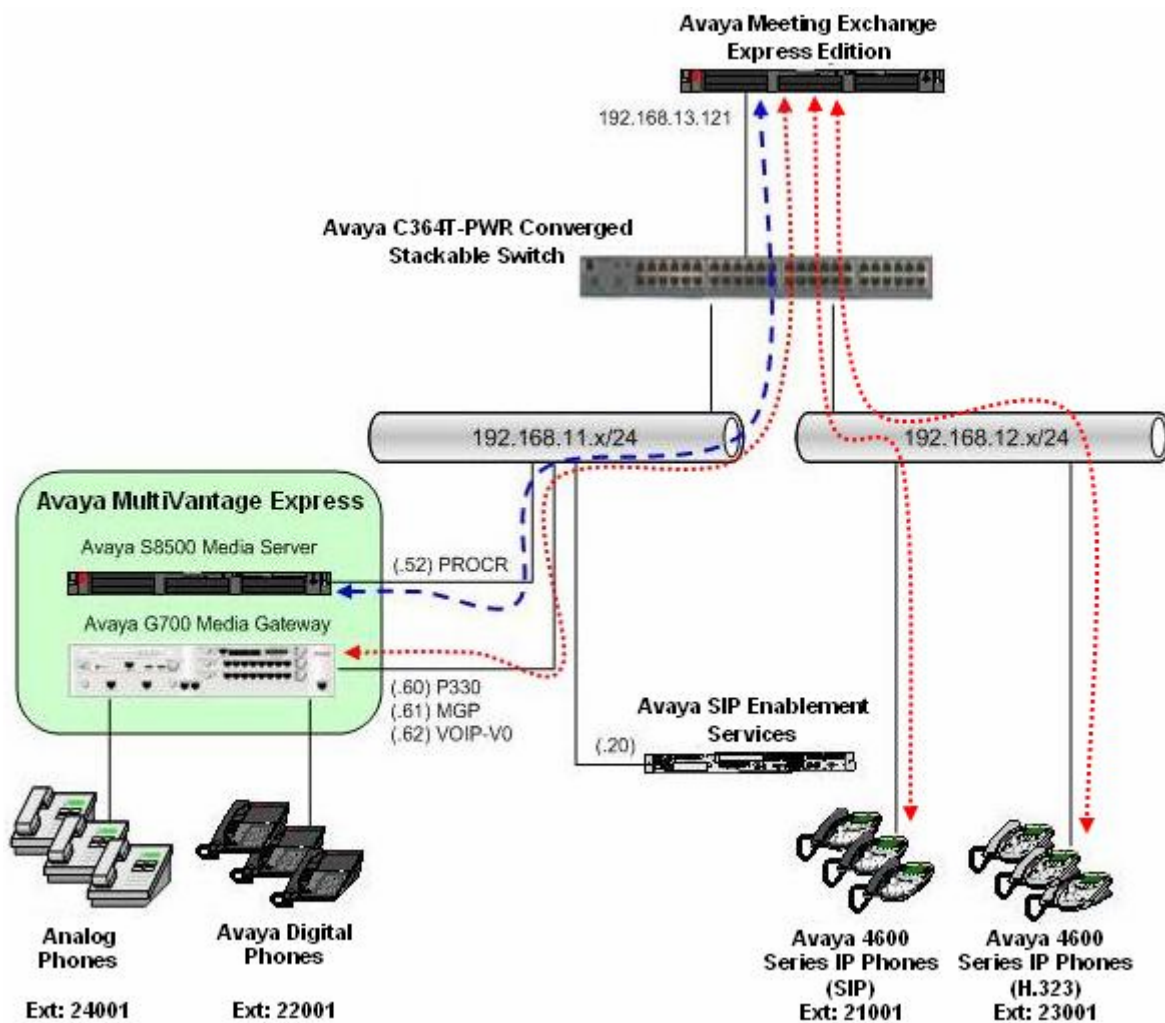 Avaya Meeting Exchange
Express Edition
192.168.13.121
Avaya C364T-PWR Converged
Stackable Switch
192.168.11.x/24
192.168.12.x/24
Avaya MultiVantage Express
Avaya S8500 Media Server
(.52) PROCR
Avaya G700 Media Gateway
(.60) P330
(.61) MGP
(.62) VOIP-V0
Avaya SIP Enablement
Services
(.20)
Analog
Phones
Ext: 24001
Avaya Digital
Phones
Ext: 22001
Avaya 4600
Series IP Phones
(SIP)
Ext: 21001
Avaya 4600
Series IP Phones
(H.323)
Ext: 23001